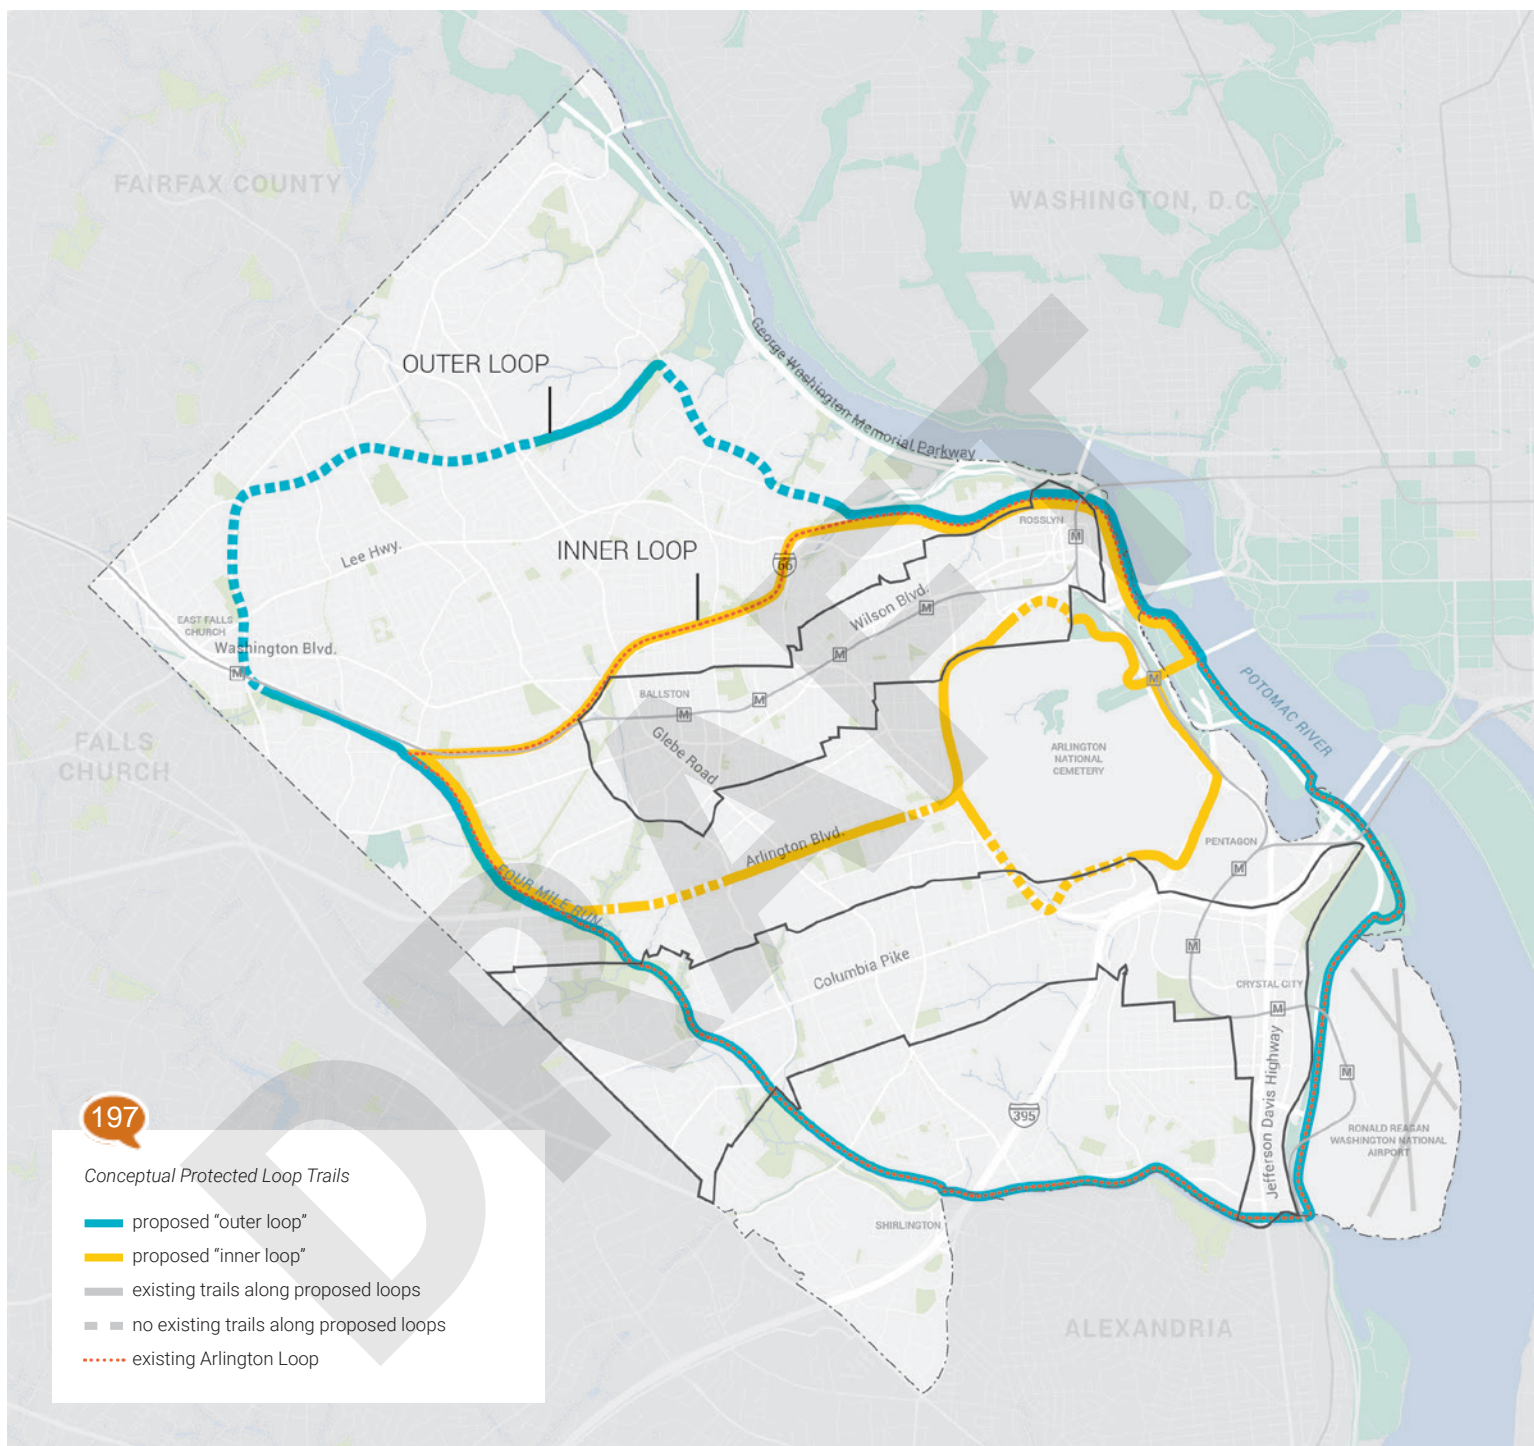 FAIRFAX COUNTY
WASHINGTON, D.C.
George Washington Memorial Parkway
OUTER LOOP
INNER LOOP
ROSSLYN
M
66
Lee Hwy.
Wilson Blvd.
M
EAST FALLS
CHURCH
Washington Blvd.
M
M
M
BALLSTON
M
M
POTOMAC RIVER
FALLS
CHURCH
Glebe Road
ARLINGTON
NATIONAL
CEMETERY
Arlington Blvd.
PENTAGON
M
FOUR MILE RUN
Columbia Pike
M
CRYSTAL CITY
M
Jefferson Davis Highway
M
395
RONALD REAGAN
WASHINGTON NATIONAL
AIRPORT
SHIRLINGTON
ALEXANDRIA
DRAFT
197
Conceptual Protected Loop Trails
proposed “outer loop”
proposed “inner loop”
existing trails along proposed loops
no existing trails along proposed loops
existing Arlington Loop